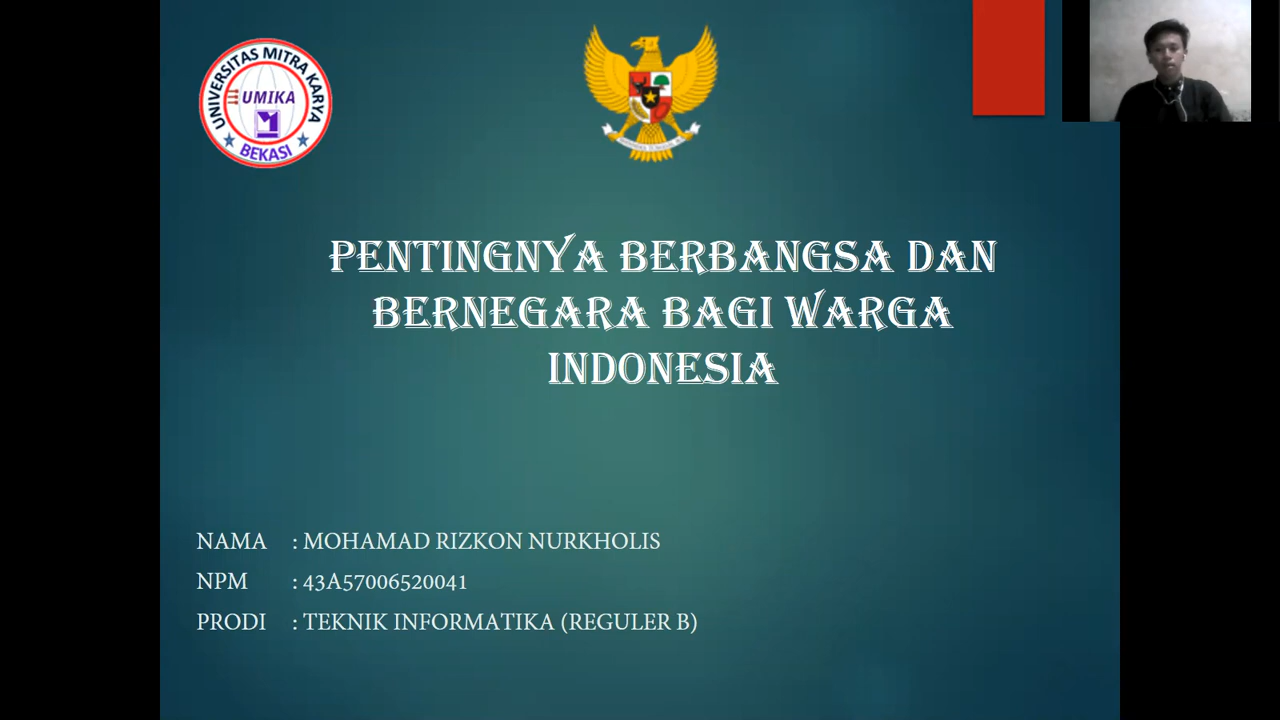 UNIVERSITAS MITRA KARYA
UMIKA
BEKASI
PENTINGNYA BERBANGSA DAN
BERNEGARA BAGI WARGA
INDONESIA
NAMA : MOHAMAD RIZKON NURKHOLIS
NPM : 43A57006520041
PRODI : TEKNIK INFORMATIKA (REGULER B)